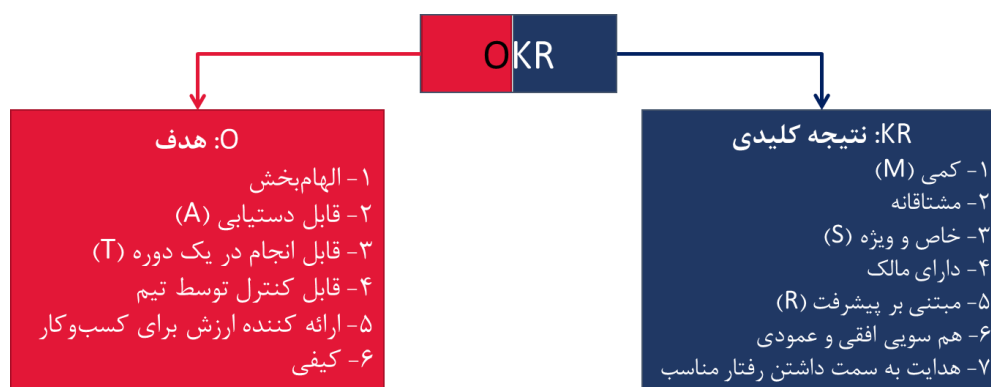 OKR
O: هدف
۱- الهام‌بخش
۲- قابل دستیابی (A)
۳- قابل انجام در یک دوره (T)
۴- قابل کنترل توسط تیم
۵- ارائه کننده ارزش برای کسب‌وکار
۶- کیفی
KR: نتیجه کلیدی
۱- کمی (M)
۲- مشتاقانه
۳- خاص و ویژه (S)
۴- دارای مالک
۵- مبتنی بر پیشرفت (R)
۶- هم سویی افقی و عمودی
۷- هدایت به سمت داشتن رفتار مناسب